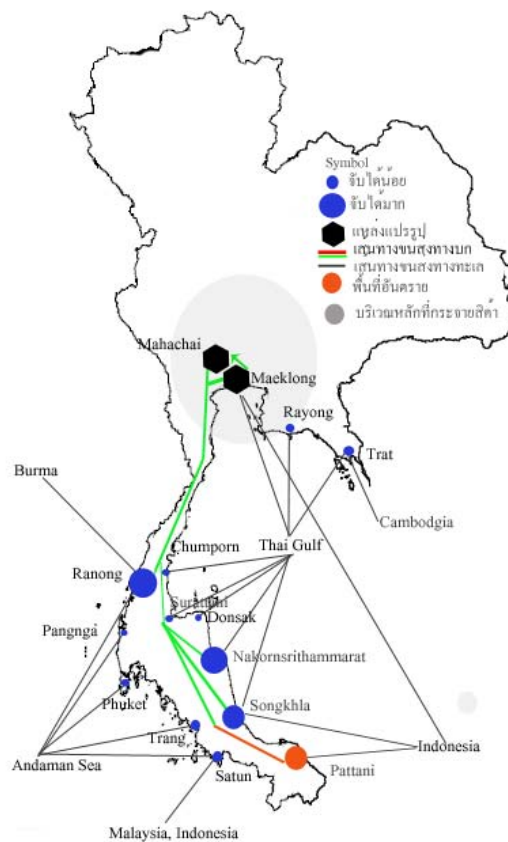 Symbol
จับได้น้อย
จับได้มาก
แหล่งแปรรูป
เส้นทางขนส่งทางบก
เส้นทางขนส่งทางทะเล
พื้นที่อันตราย
บริเวณหลักที่กระจายสินค้า
Mahachai
Maeklong
Rayong
Trat
Burma
Cambodgia
Chumporn
Thai Gulf
Ranong
Donsak
Pangnga
Nakornsrithammarat
Phuket
Songkhla
Trang
Indonesia
Andaman Sea
Satun
Pattani
Malaysia, Indonesia